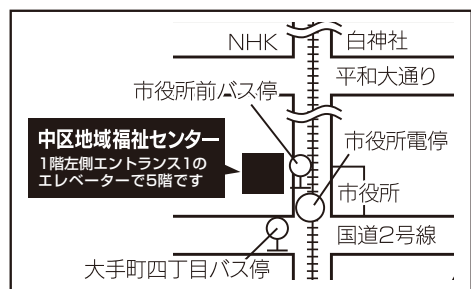 NHK
白神社
平和大通り
市役所前バス停
中区地域福祉センター
1階左側エントランス1の
エレベーターで5階です
市役所電停
市役所
国道2号線
大手町四丁目バス停